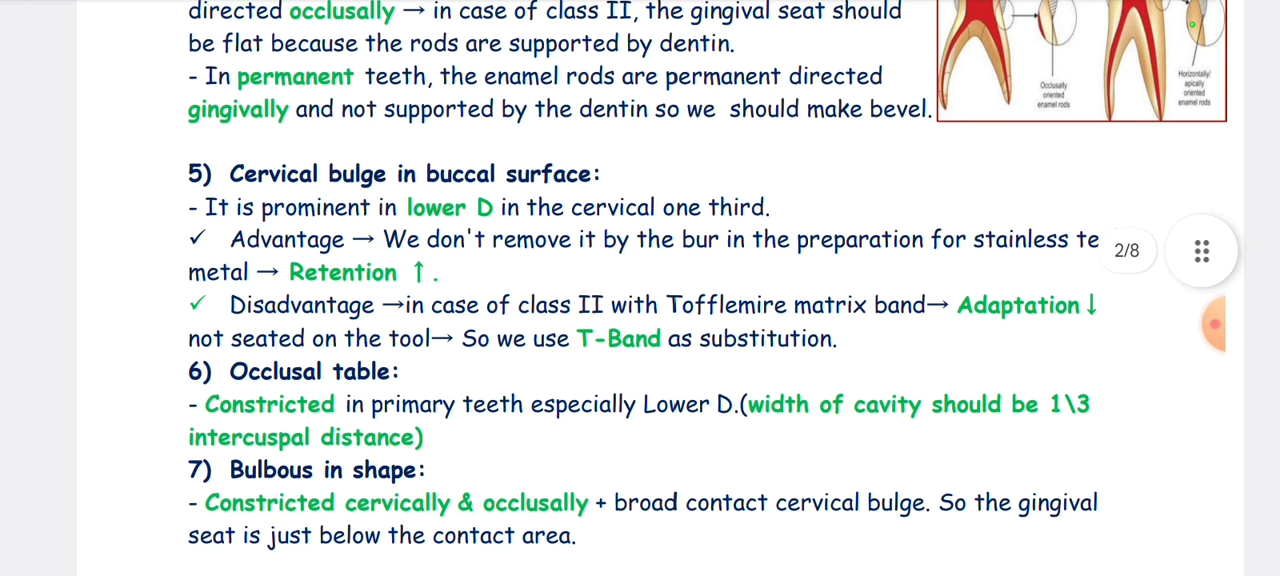 directed occlusally → in case of class II, the gingival seat should
be flat because the rods are supported by dentin.
- In permanent teeth, the enamel rods are permanent directed
gingivally and not supported by the dentin so we should make bevel.
Occlusally
oriented
enamel rods
Horizontally/
apically
oriented
enamel rods
5) Cervical bulge in buccal surface:
- It is prominent in lower D in the cervical one third.
✓ Advantage → We don't remove it by the bur in the preparation for stainless te
metal → Retention ↑ .
✓ Disadvantage →in case of class II with Tofflemire matrix band→ Adaptation ↓
not seated on the tool→ So we use T-Band as substitution.
6) Occlusal table:
- Constricted in primary teeth especially Lower D.(width of cavity should be 1\3
intercuspal distance)
7) Bulbous in shape:
- Constricted cervically & occlusally + broad contact cervical bulge. So the gingival
seat is just below the contact area.
2/8